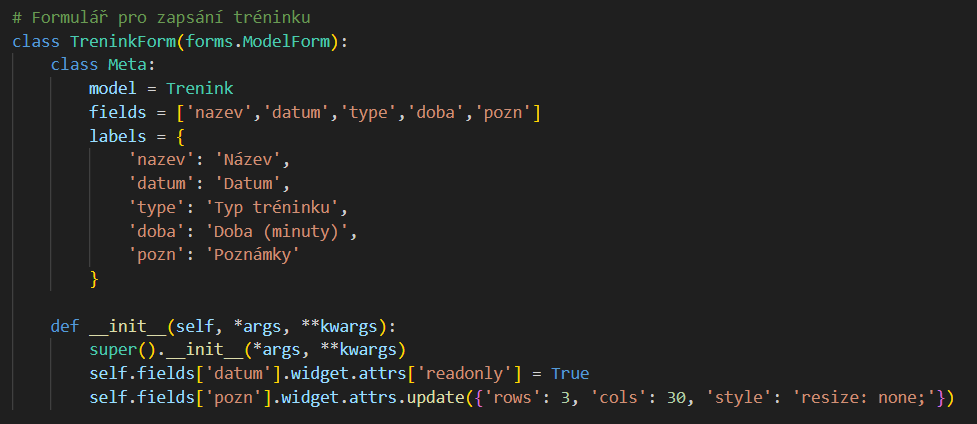 # Formulář pro zapsání tréninku
class TreninkForm(forms.ModelForm):
    class Meta:
        model = Trenink
        fields = ['nazev','datum','type','doba','pozn']
        labels = {
            'nazev': 'Název',
            'datum': 'Datum',
            'type': 'Typ tréninku',
            'doba': 'Doba (minuty)',
            'pozn': 'Poznámky'
        }

    def __init__(self, *args, **kwargs):
        super().__init__(*args, **kwargs)
        self.fields['datum'].widget.attrs['readonly'] = True
        self.fields['pozn'].widget.attrs.update({'rows': 3, 'cols': 30, 'style': 'resize: none;'})